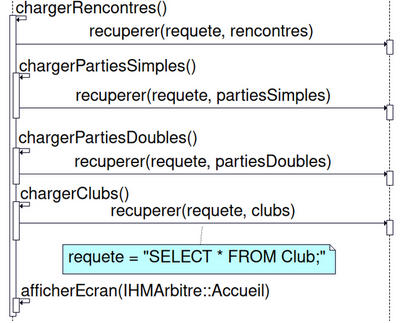 chargerRencontres()
recuperer(requete, rencontres)
chargerPartiesSimples()
recuperer(requete, partiesSimples)
chargerPartiesDoubles()
recuperer(requete, partiesDoubles)
chargerClubs()
recuperer(requete, clubs)
requete = "SELECT * FROM Club;"
afficherEcran(IHMArbitre::Accueil)